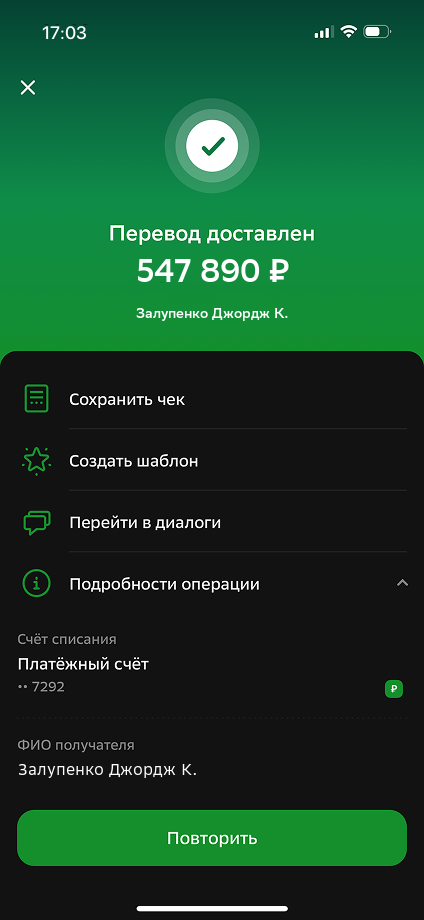 17:03
Перевод доставлен
547 890 ₽
Залупенко Джордж К.
Сохранить чек
Создать шаблон
Перейти в диалоги
Подробности операции
Счёт списания
Платёжный счёт
•• 7292
₽
ФИО получателя
Залупенко Джордж К.
Повторить